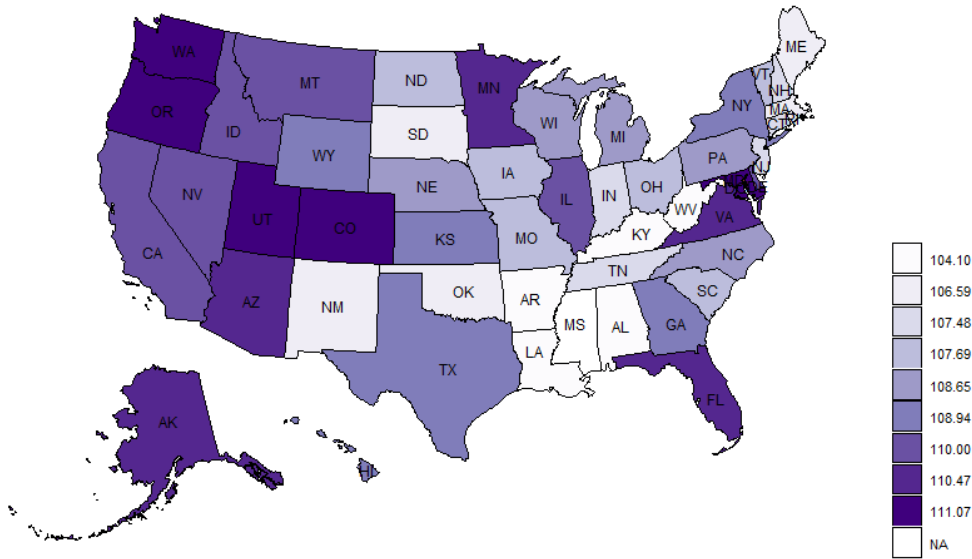 WA
ME
MT
ND
MN
VT
NH
OR
ID
SD
WI
MI
NY
MA
CT
WY
IA
PA
NJ
NE
NV
IL
IN
OH
UT
CO
WV
VA
CA
KS
MO
KY
NC
TN
AZ
NM
OK
AR
SC
MS
AL
GA
LA
TX
FL
AK
HI
104.10
106.59
107.48
107.69
108.65
108.94
110.00
110.47
111.07
NA